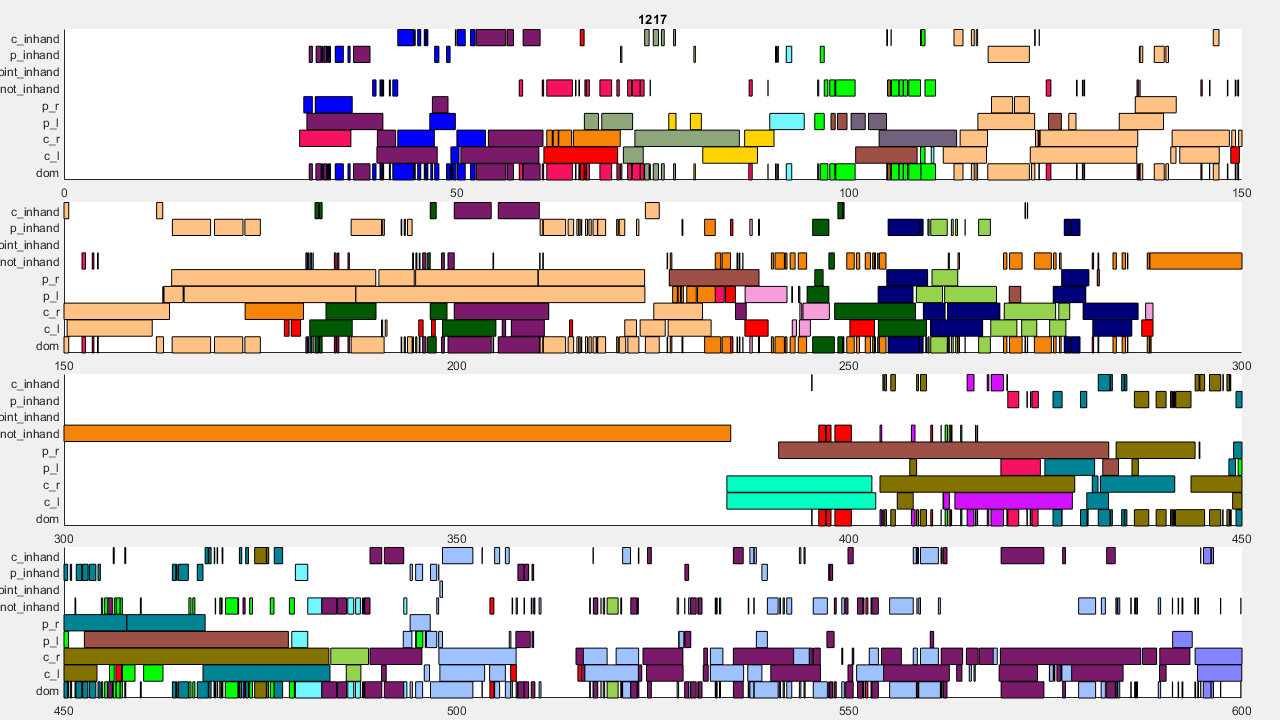 1217
c_inhand
p_inhand
oint_inhand
not_inhand
p_r
p_l
c_r
c_l
dom
0 50 100 150
c_inhand
p_inhand
oint_inhand
not_inhand
p_r
p_l
c_r
c_l
dom
150 200 250 300
c_inhand
p_inhand
oint_inhand
not_inhand
p_r
p_l
c_r
c_l
dom
300 350 400 450
c_inhand
p_inhand
oint_inhand
not_inhand
p_r
p_l
c_r
c_l
dom
450 500 550 600